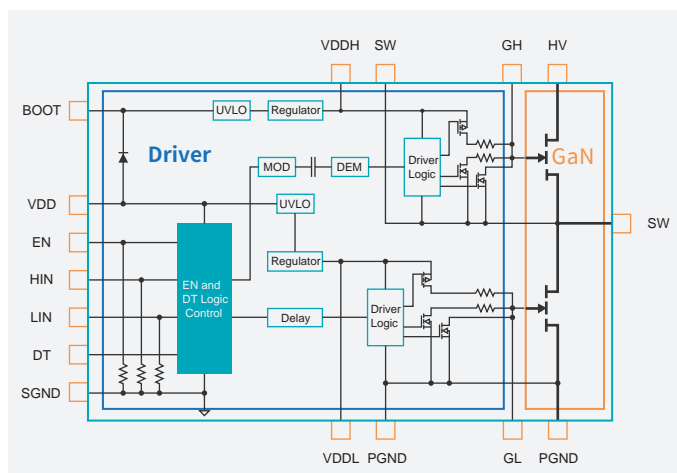 VDDH SW GH HV
BOOT
UVLO Regulator
Driver
GaN
MOD DEM
Driver
Logic
VDD
UVLO
SW
EN
Regulator
HIN
EN and
DT Logic
Control
LIN
Delay
Driver
Logic
DT
SGND
VDDL PGND GL PGND